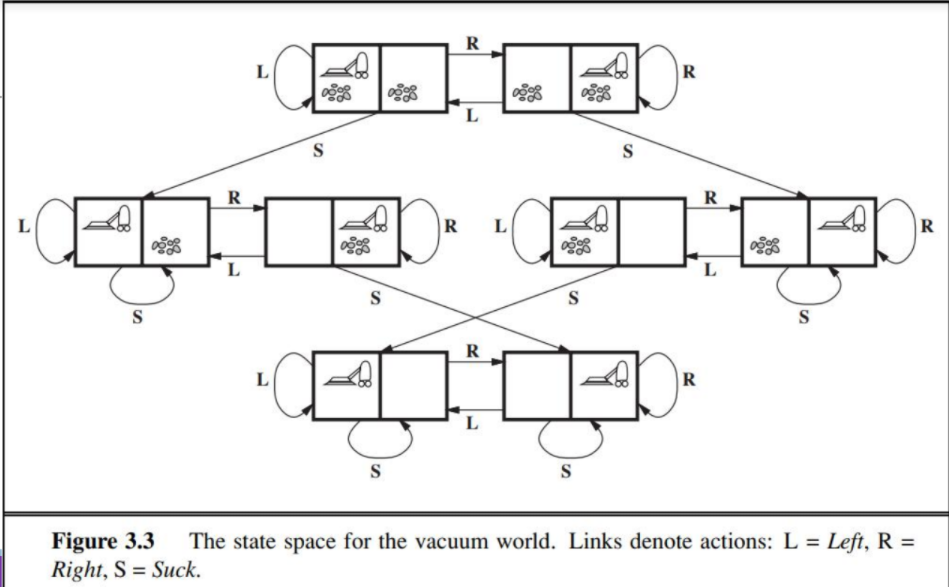 R
L R
L
S S
R R
L R L R
L L
S S S S
R
L R
L
S S
Figure 3.3 The state space for the vacuum world. Links denote actions: L = Left, R =
Right, S = Suck.